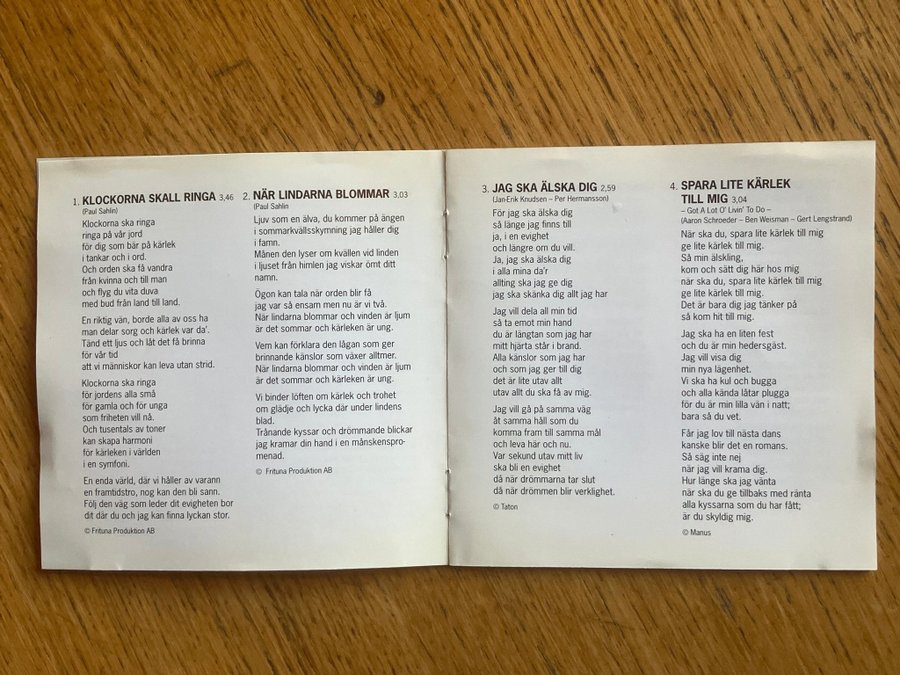 1. KLOCKORNA SKALL RINGA 3,46
(Paul Sahlin)
Klockorna ska ringa
ringa på vår jord
för dig som bär på kärlek
i tankar och i ord.
Och orden ska få vandra
från kvinna och till man
och flyg du vita duva
med bud från land till land.
En riktig vän, borde alla av oss ha
man delar sorg och kärlek var da'.
Tänd ett ljus och låt det få brinna
för vår tid
att vi människor kan leva utan strid.
Klockorna ska ringa
för jordens alla små
för gamla och för unga
som friheten vill nå.
Och tusentals av toner
kan skapa harmoni
för kärleken i världen
i en symfoni.
En enda värld, där vi håller av varann
en framtidstro, nog kan den bli sann.
Följ den väg som leder dit evigheten bor
dit där du och jag kan finna lyckan stor.
© Frituna Produktion AB
2. NÄR LINDARNA BLOMMAR 3,03
(Paul Sahlin
Ljuv som en älva, du kommer på ängen
i sommarkvällsskymning jag håller dig
i famn.
Månen den lyser om kvällen vid linden
i ljuset från himlen jag viskar ömt ditt
namn.
Ögon kan tala när orden blir få
jag var så ensam men nu är vi två.
När lindarna blommar och vinden är ljum
är det sommar och kärleken är ung.
Vem kan förklara den lågan som ger
brinnande känslor som växer alltmer.
När lindarna blommar och vinden är ljum
är det sommar och kärleken är ung.
Vi binder löften om kärlek och trohet
om glädje och lycka där under lindens
blad.
Trånande kyssar och drömmande blickar
jag kramar din hand i en månskenspro-
menad.
© Frituna Produktion AB
3. JAG SKA ÄLSKA DIG 2,59
(Jan-Erik Knudsen – Per Hermansson)
För jag ska älska dig
så länge jag finns till
ja, i en evighet
och längre om du vill.
Ja, jag ska älska dig
i alla mina da'r
allting ska jag ge dig
jag ska skänka dig allt jag har
Jag vill dela all min tid
så ta emot min hand
du är längtan som jag har
mitt hjärta står i brand.
Alla känslor som jag har
och som jag ger till dig
det är lite utav allt
utav allt du ska få av mig.
Jag vill gå på samma väg
åt samma håll som du
komma fram till samma mål
och leva här och nu.
Var sekund utav mitt liv
ska bli en evighet
då när drömmarna tar slut
då när drömmen blir verklighet.
© Taton
4. SPARA LITE KÄRLEK
TILL MIG 3,04
– Got A Lot O' Livin' To Do –
(Aaron Schroeder – Ben Weisman – Gert Lengstrand)
När ska du, spara lite kärlek till mig
ge lite kärlek till mig.
Så min älskling,
kom och sätt dig här hos mig
när ska du, spara lite kärlek till mig
ge lite kärlek till mig.
Det är bara dig jag tänker på
så kom hit till mig.
Jag ska ha en liten fest
och du är min hedersgäst.
Jag vill visa dig
min nya lägenhet.
Vi ska ha kul och bugga
och alla kända låtar plugga
för du är min lilla vän i natt;
bara så du vet.
Får jag lov till nästa dans
kanske blir det en romans.
Så säg inte nej
när jag vill krama dig.
Hur länge ska jag vänta
när ska du ge tillbaks med ränta
alla kyssarna som du har fått;
är du skyldig mig.
© Manus